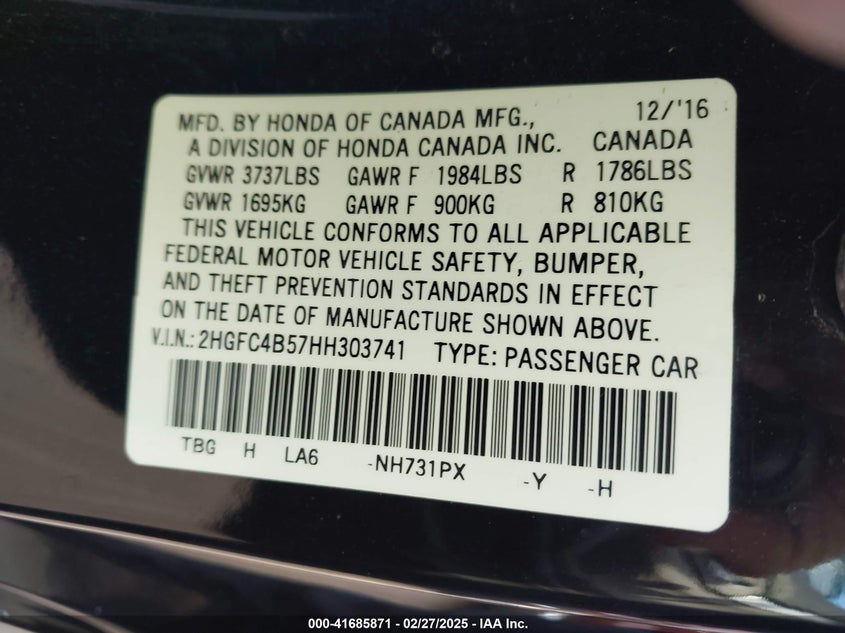 MFD. BY HONDA OF CANADA MFG., 12/'16
A DIVISION OF HONDA CANADA INC. CANADA
GVWR 3737LBS GAWR F 1984LBS R 1786LBS
GVWR 1695KG GAWR F 900KG R 810KG
THIS VEHICLE CONFORMS TO ALL APPLICABLE
FEDERAL MOTOR VEHICLE SAFETY, BUMPER,
AND THEFT PREVENTION STANDARDS IN EFFECT
ON THE DATE OF MANUFACTURE SHOWN ABOVE.
V.I.N.: 2HGFC4B57HH303741 TYPE: PASSENGER CAR
TBG H LA6 -NH731PX -Y -H
000-41685871 - 02/27/2025 - IAA Inc.